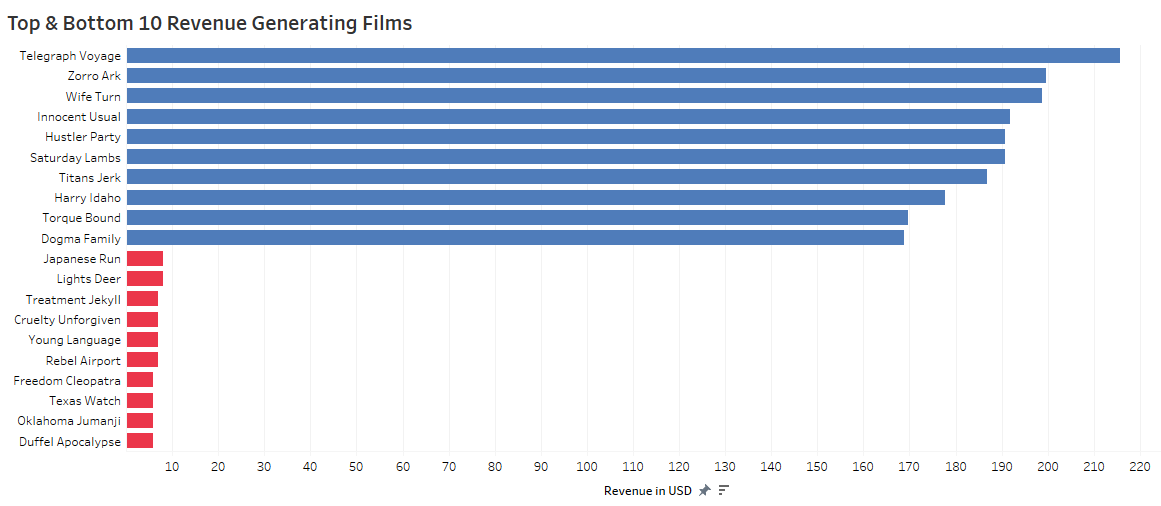 Top & Bottom 10 Revenue Generating Films
Telegraph Voyage
Zorro Ark
Wife Turn
Innocent Usual
Hustler Party
Saturday Lambs
Titans Jerk
Harry Idaho
Torque Bound
Dogma Family
Japanese Run
Lights Deer
Treatment Jekyll
Cruelty Unforgiven
Young Language
Rebel Airport
Freedom Cleopatra
Texas Watch
Oklahoma Jumanji
Duffel Apocalypse
10 20 30 40 50 60 70 80 90 100 110 120 130 140 150 160 170 180 190 200 210 220
Revenue in USD